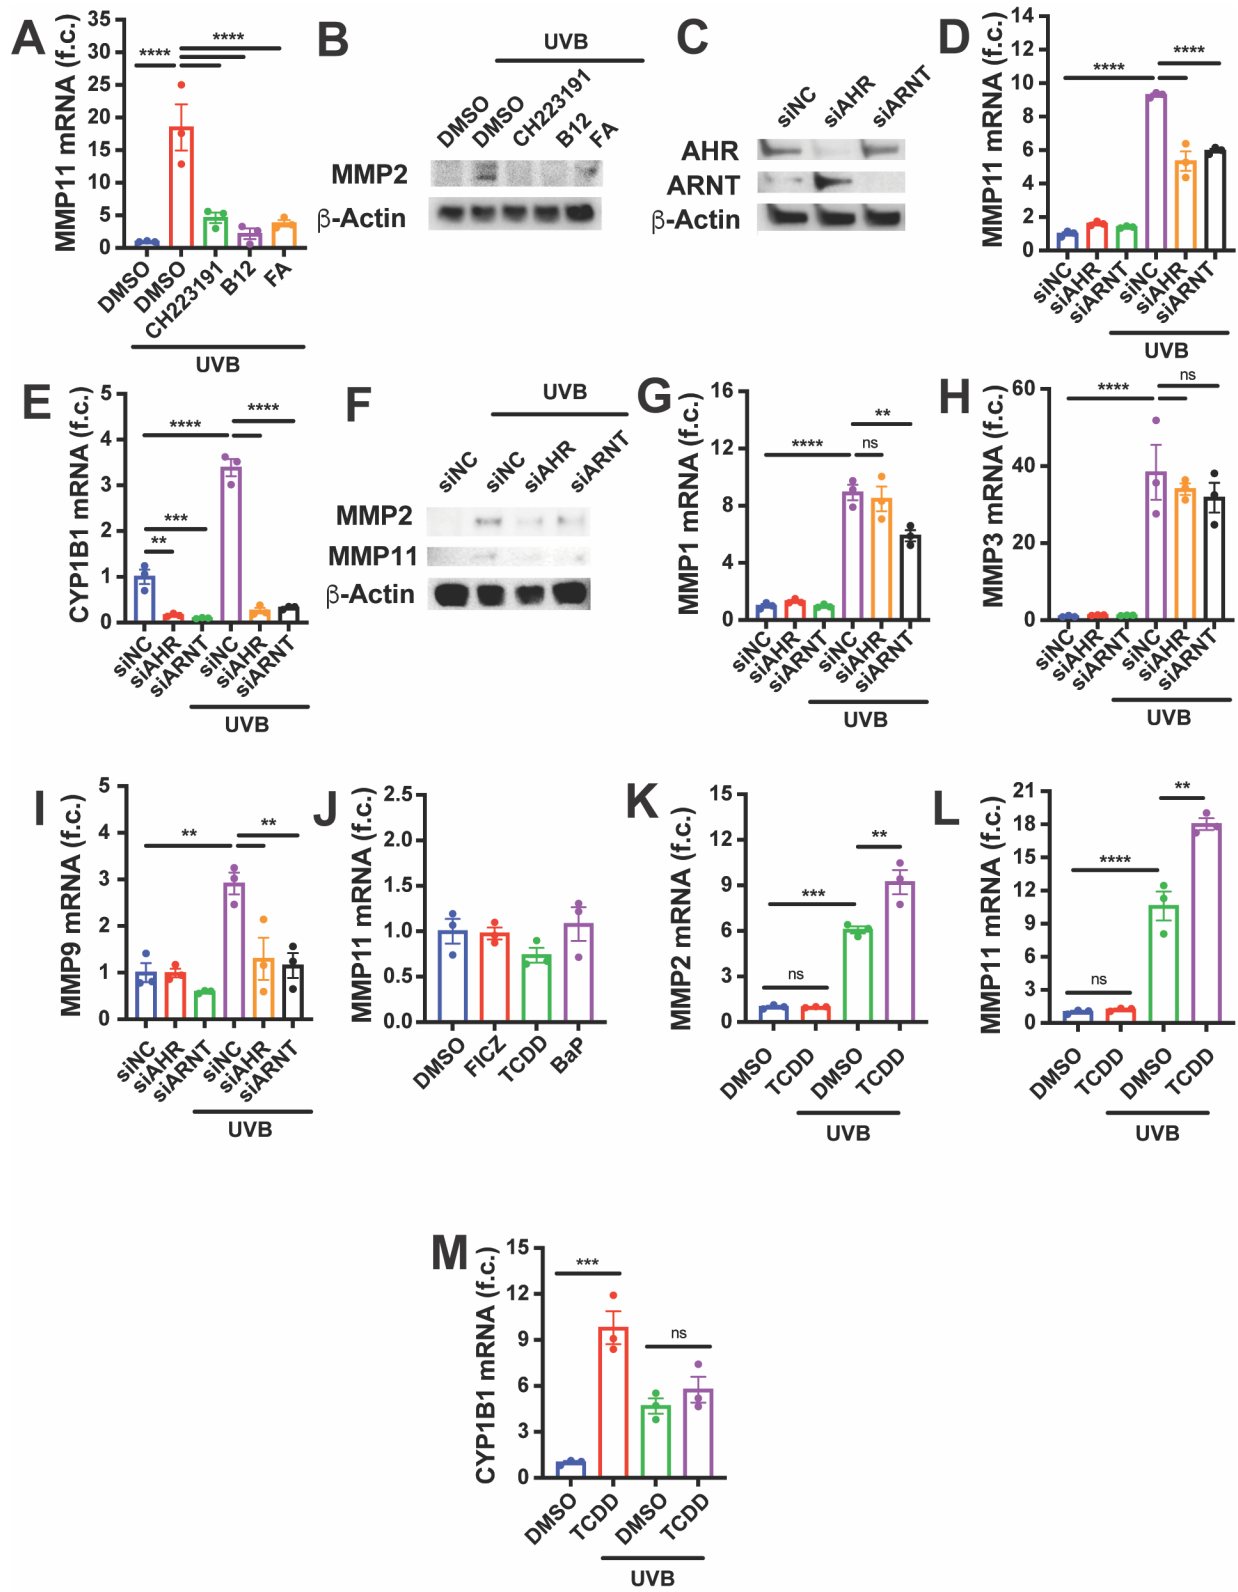 A
MMP11 mRNA (f.c.)
35
30
25
20
15
10
5
0
****
****
DMSO
DMSO
CH223191
B12
FA
UVB
B
UVB
DMSO
DMSO
CH223191
B12
FA
MMP2
β-Actin
C
siNC
siAHR
siARNT
AHR
ARNT
β-Actin
D
MMP11 mRNA (f.c.)
14
12
10
8
6
4
2
0
****
****
siNC
siAHR
siARNT
siNC
siAHR
siARNT
UVB
E
CYP1B1 mRNA (f.c.)
5
4
3
2
1
0
****
****
***
**
siNC
siAHR
siARNT
siNC
siAHR
siARNT
UVB
F
UVB
siNC
siNC
siAHR
siARNT
MMP2
MMP11
β-Actin
G
MMP1 mRNA (f.c.)
16
12
8
4
0
****
**
ns
siNC
siAHR
siARNT
siNC
siAHR
siARNT
UVB
H
MMP3 mRNA (f.c.)
60
40
20
0
****
ns
siNC
siAHR
siARNT
siNC
siAHR
siARNT
UVB
I
MMP9 mRNA (f.c.)
5
4
3
2
1
0
**
**
siNC
siAHR
siARNT
siNC
siAHR
siARNT
UVB
J
MMP11 mRNA (f.c.)
2.5
2.0
1.5
1.0
0.5
0.0
DMSO
FICZ
TCDD
BaP
K
MMP2 mRNA (f.c.)
15
12
9
6
3
0
**
***
ns
DMSO
TCDD
DMSO
TCDD
UVB
L
MMP11 mRNA (f.c.)
21
18
15
12
9
6
3
0
**
****
ns
DMSO
TCDD
DMSO
TCDD
UVB
M
CYP1B1 mRNA (f.c.)
15
12
9
6
3
0
***
ns
DMSO
TCDD
DMSO
TCDD
UVB